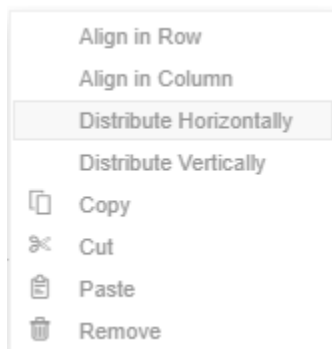 Align in Row
Align in Column
Distribute Horizontally
Distribute Vertically
Copy
Cut
Paste
Remove